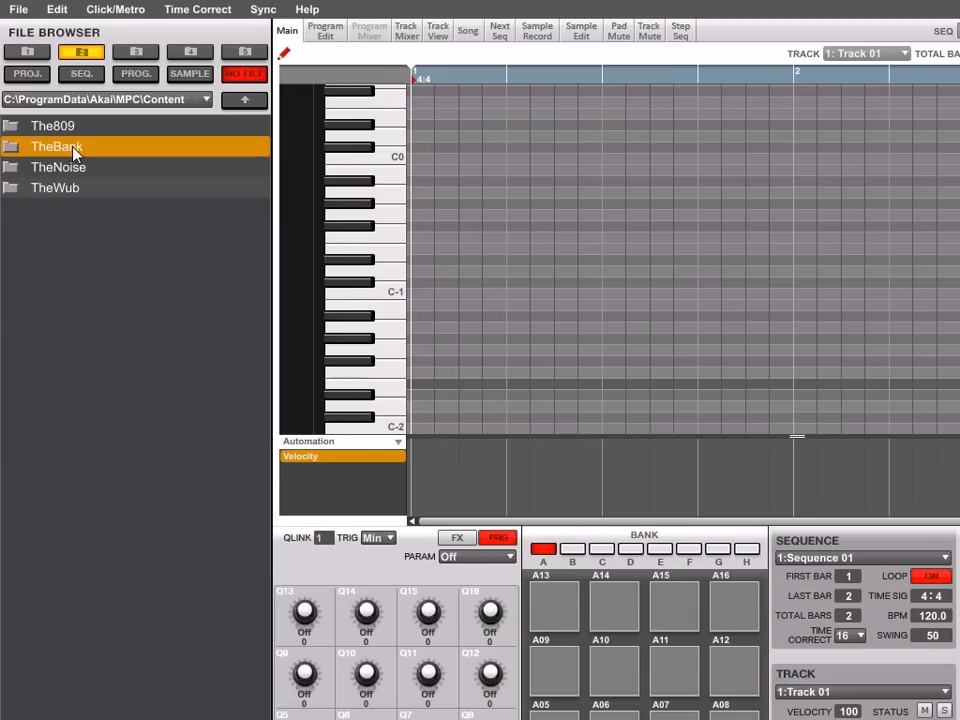 File Edit Click/Metro Time Correct Sync Help
FILE BROWSER
1 2 3 4 5
PROJ. SEQ. PROG. SAMPLE NO FILT
C:\ProgramData\Akai\MPC\Content
The809
TheBank
TheNoise
TheWub
Main Program Edit Program Mixer Track Mixer Track View Song Next Seq Sample Record Sample Edit Pad Mute Track Mute Step Seq
SEQ
TRACK 1: Track 01 TOTAL BA
1 2
4:4
C0
C-1
C-2
Automation
Velocity
QLINK 1 TRIG Min FX PRG
PARAM Off
Q13 Q14 Q15 Q16
Off Off Off Off
0 0 0 0
Q9 Q10 Q11 Q12
Off Off Off Off
0 0 0 0
Q5 Q6 Q7 Q8
BANK
A B C D E F G H
A13 A14 A15 A16
A09 A10 A11 A12
A05 A06 A07 A08
SEQUENCE
1:Sequence 01
FIRST BAR 1 LOOP ON
LAST BAR 2 TIME SIG 4:4
TOTAL BARS 2 BPM 120.0
TIME CORRECT 16 SWING 50
TRACK
1:Track 01
VELOCITY 100 STATUS M S